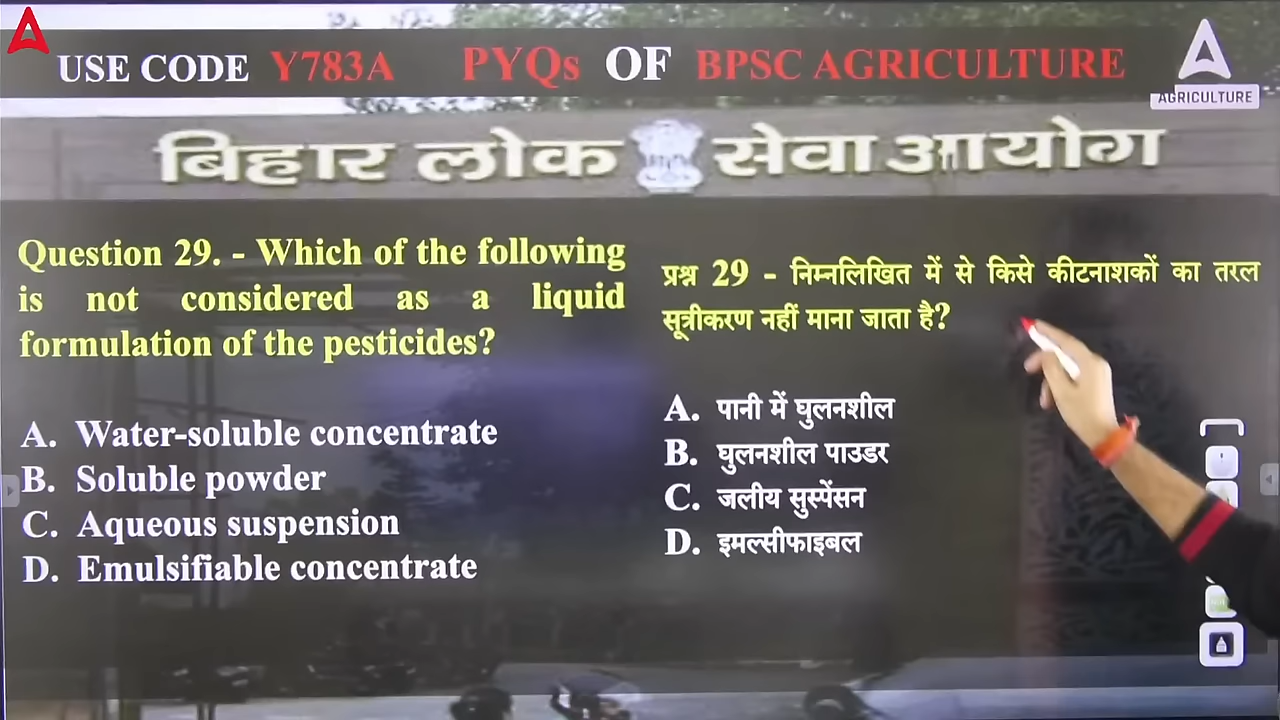 A
USE CODE Y783A PYQs OF BPSC AGRICULTURE
AGRICULTURE
बिहार लोक सेवा आयोग
Question 29. - Which of the following
is not considered as a liquid
formulation of the pesticides?
A. Water-soluble concentrate
B. Soluble powder
C. Aqueous suspension
D. Emulsifiable concentrate
प्रश्न 29 - निम्नलिखित में से किसे कीटनाशकों का तरल
सूत्रीकरण नहीं माना जाता है?
A. पानी में घुलनशील
B. घुलनशील पाउडर
C. जलीय सुस्पेंसन
D. इमल्सीफाइबल